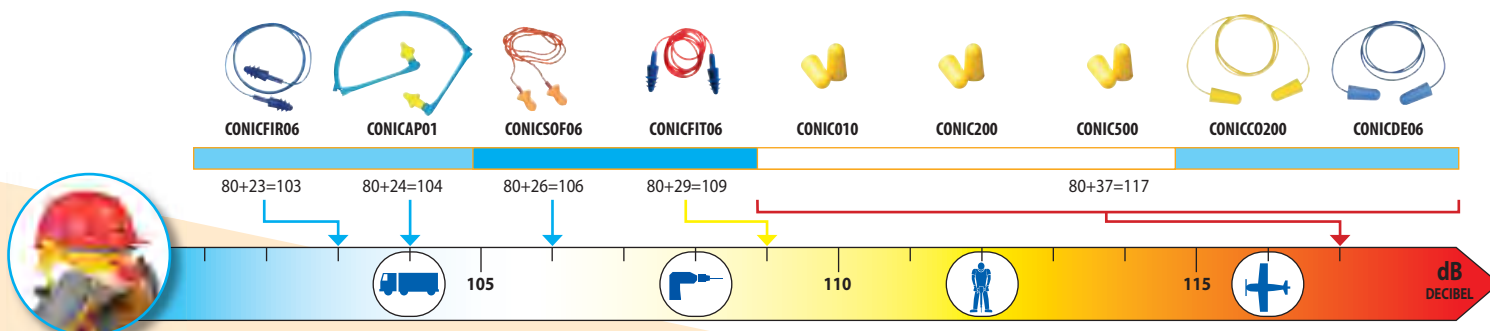 CONICFIR06 CONICAP01 CONICSOF06 CONICFIT06 CONIC010 CONIC200 CONIC500 CONICCO200 CONICDE06
80+23=103 80+24=104 80+26=106 80+29=109 80+37=117
105 110 115 dB
DECIBEL